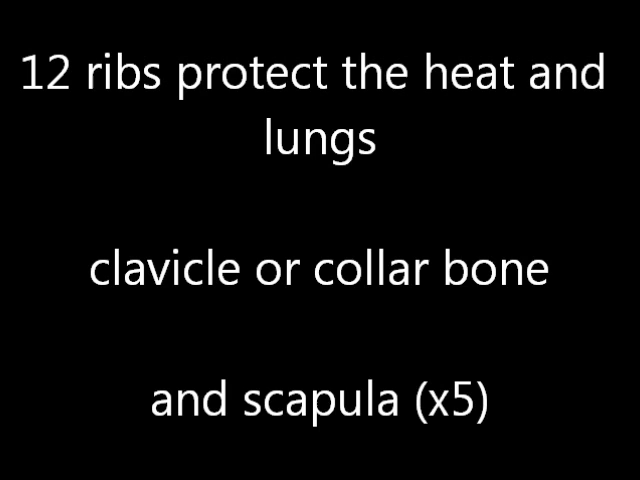 12 ribs protect the heat and
lungs
clavicle or collar bone
and scapula (x5)